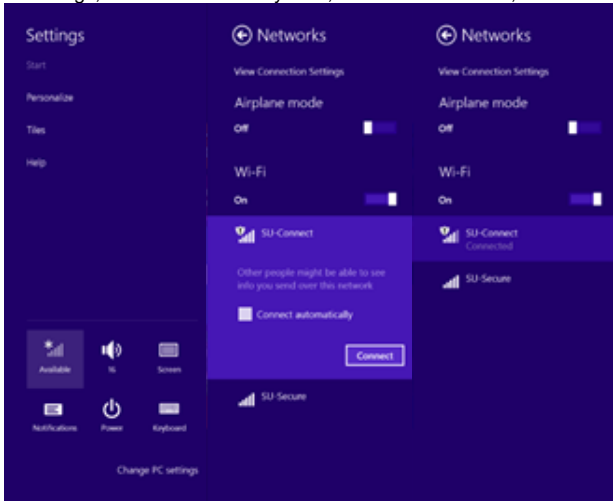 Settings
Start
Personalize
Tiles
Help
Available
16
Screen
Notifications
Power
Keyboard
Change PC settings
Networks
View Connection Settings
Airplane mode
Off
Wi-Fi
On
SU-Connect
Other people might be able to see
info you send over this network
Connect automatically
Connect
SU-Secure
Networks
View Connection Settings
Airplane mode
Off
Wi-Fi
On
SU-Connect
Connected
SU-Secure